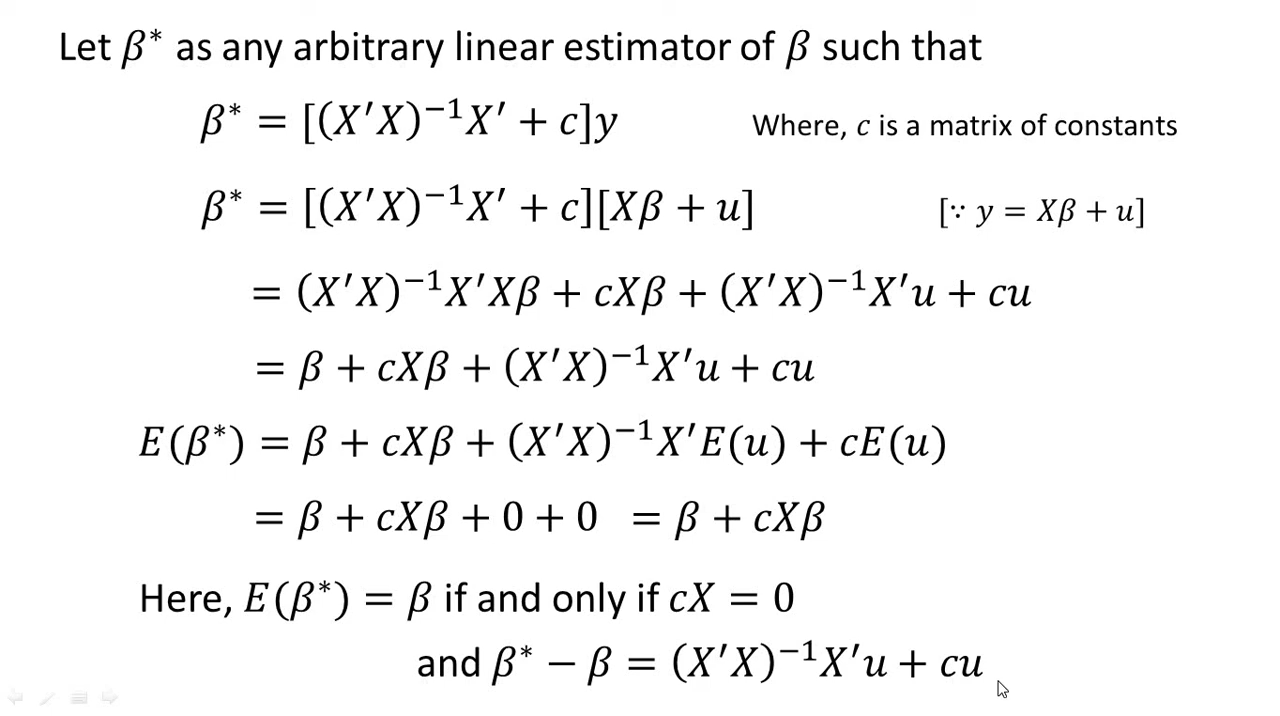 Let β* as any arbitrary linear estimator of β such that
β* = [(X′X)⁻¹X′ + c]y Where, c is a matrix of constants
β* = [(X′X)⁻¹X′ + c][Xβ + u] [∵ y = Xβ + u]
= (X′X)⁻¹X′Xβ + cXβ + (X′X)⁻¹X′u + cu
= β + cXβ + (X′X)⁻¹X′u + cu
E(β*) = β + cXβ + (X′X)⁻¹X′E(u) + cE(u)
= β + cXβ + 0 + 0 = β + cXβ
Here, E(β*) = β if and only if cX = 0
and β* − β = (X′X)⁻¹X′u + cu